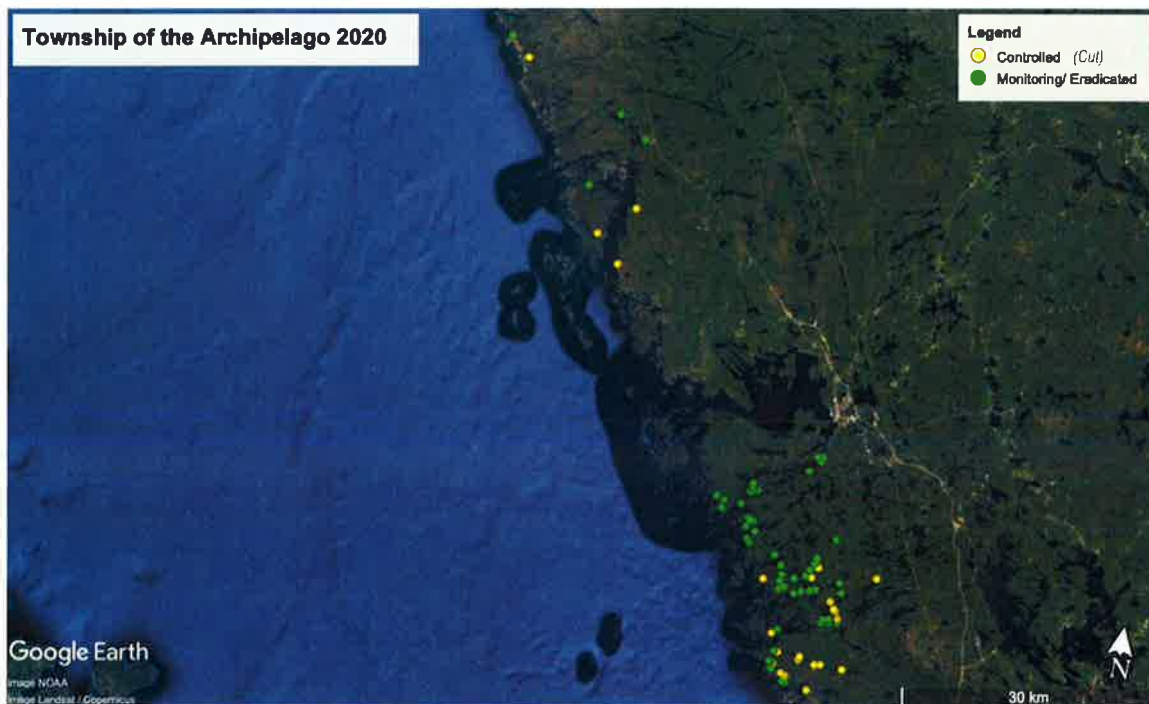 Township of the Archipelago 2020
Legend
Controlled (Cut)
Monitoring/ Eradicated
Google Earth
Image NOAA
Image Landsat / Copernicus
N
30 km